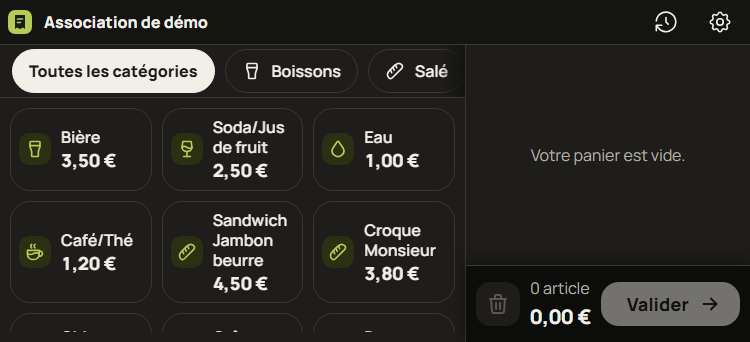 Association de démo
Toutes les catégories
Boissons
Salé
Bière
3,50 €
Soda/Jus
de fruit
2,50 €
Eau
1,00 €
Café/Thé
1,20 €
Sandwich
Jambon
beurre
4,50 €
Croque
Monsieur
3,80 €
Votre panier est vide.
0 article
0,00 €
Valider